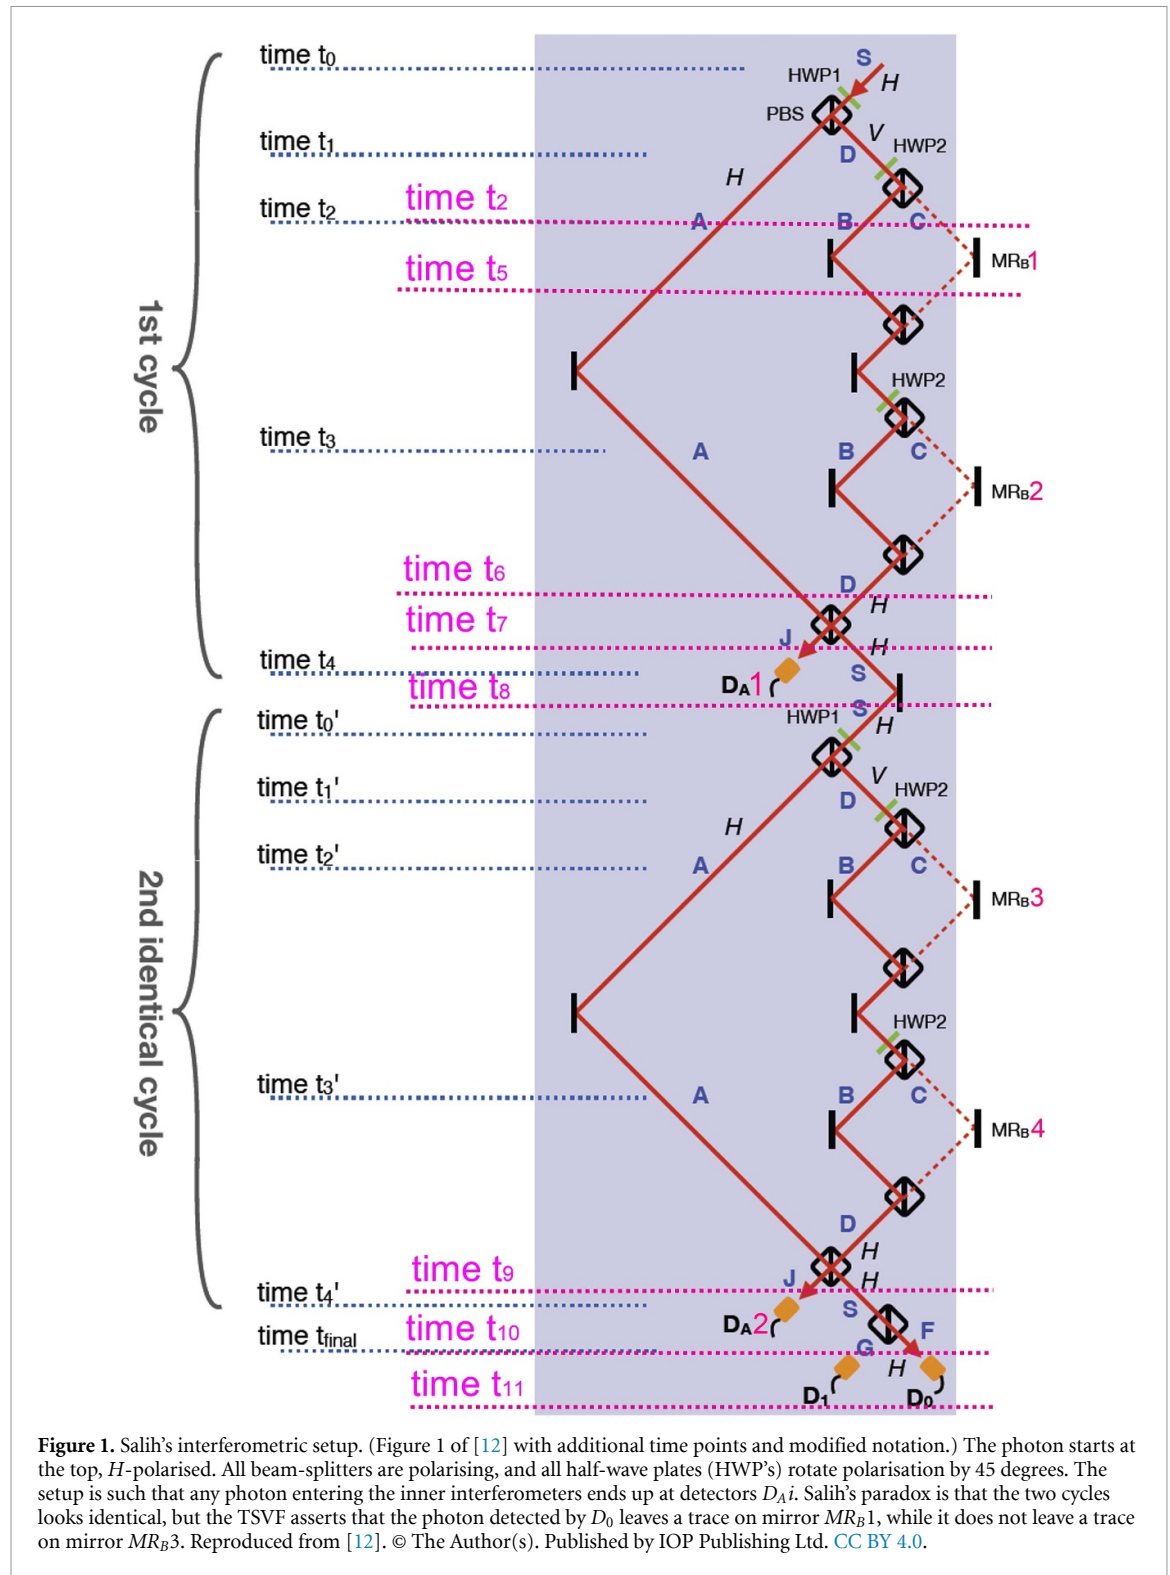 time t0
S
HWP1
H
PBS
time t1
V
HWP2
D
H
time t2
time t2
A
B
C
MRB1
time t5
1st cycle
HWP2
time t3
A
B
C
MRB2
time t6
D
H
time t7
J
H
time t4
S
DA1
time t8
S
time t0'
HWP1
H
V
HWP2
time t1'
D
H
time t2'
A
B
C
MRB3
2nd identical cycle
HWP2
time t3'
A
B
C
MRB4
D
H
time t9
J
H
time t4'
S
DA2
time t10
F
time tfinal
G
H
time t11
D1
D0
Figure 1. Salih's interferometric setup. (Figure 1 of [12] with additional time points and modified notation.) The photon starts at
the top, H-polarised. All beam-splitters are polarising, and all half-wave plates (HWP's) rotate polarisation by 45 degrees. The
setup is such that any photon entering the inner interferometers ends up at detectors DAi. Salih's paradox is that the two cycles
looks identical, but the TSVF asserts that the photon detected by D0 leaves a trace on mirror MRB1, while it does not leave a trace
on mirror MRB3. Reproduced from [12]. © The Author(s). Published by IOP Publishing Ltd. CC BY 4.0.